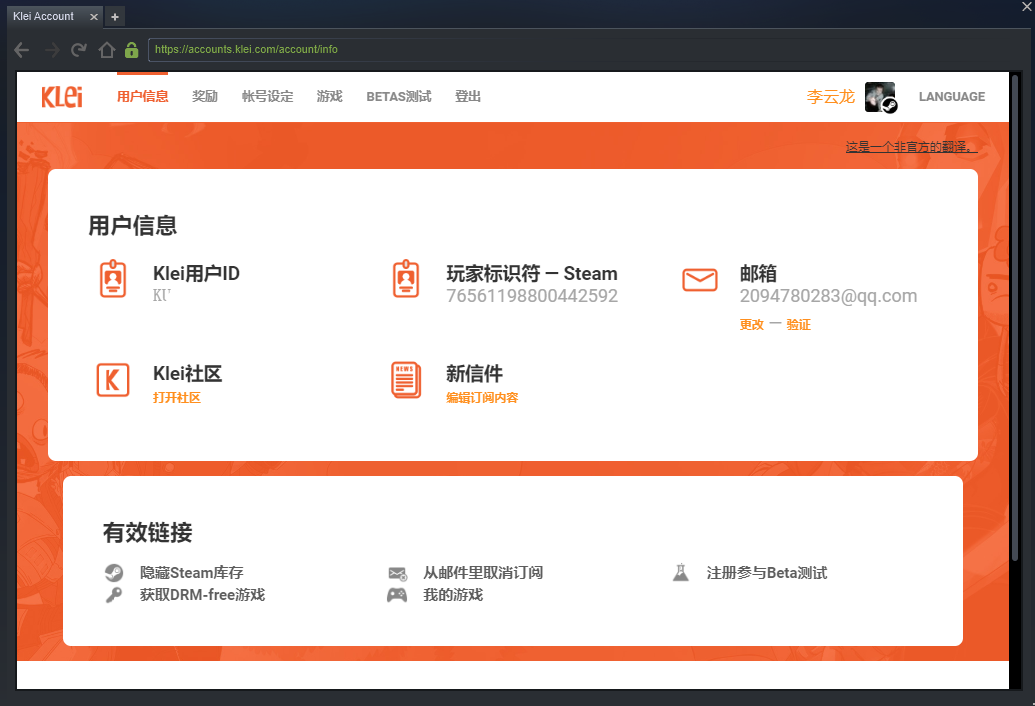 Klei Account
https://accounts.klei.com/account/info
Klei 用户信息 奖励 帐号设定 游戏 BETAS测试 登出 李云龙 LANGUAGE
这是一个非官方的翻译。
用户信息
Klei用户ID
玩家标识符 — Steam
76561198800442592
邮箱
2094780283@qq.com
更改 — 验证
Klei社区
打开社区
NEWS
新信件
编辑订阅内容
有效链接
隐藏Steam库存
从邮件里取消订阅
注册参与Beta测试
获取DRM-free游戏
我的游戏